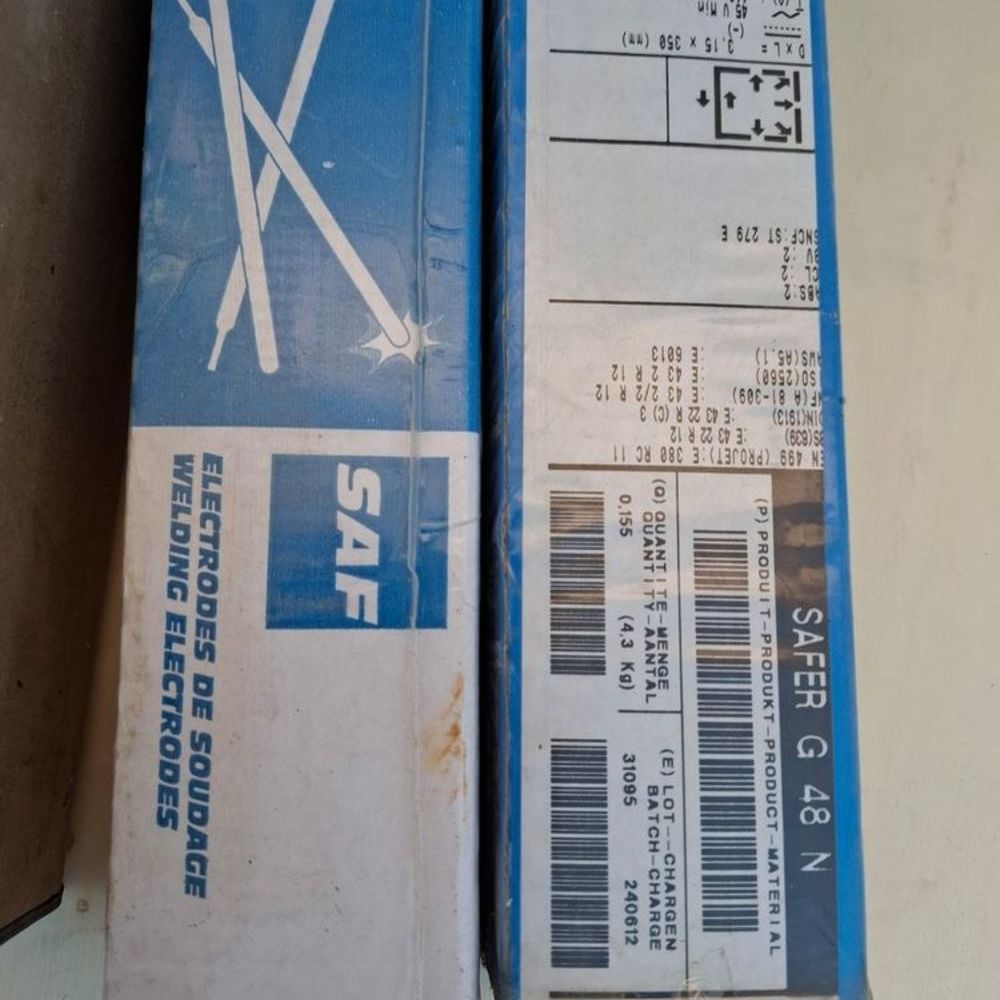 SAF
ELECTRODES DE SOUDAGE
WELDING ELECTRODES
SAFER G 48 N
(P) PRODUIT-PRODUKT-PRODUCT-MATERIAL
(Q) QUANTITE-MENGE
QUANTITY-AANTAL
0,155 (4,3 Kg)
(E) LOT--CHARGEN
BATCH-CHARGE
31095 240612
EN 499 (PROJET):E 380 RC 11
BS(639) :E 43 22 R 12
DIN(1913) :E 43 22 R (C) 3
NF(A 81-309) :E 43 2/2 R 12
ISO(2560) :E 43 2 R 12
AWS(A5.1) :E 6013
ABS:2
CL :2
BV :2
SNCF:ST 279 E
D x L = 3.15 x 350 (mm)
(-)
45 V Min